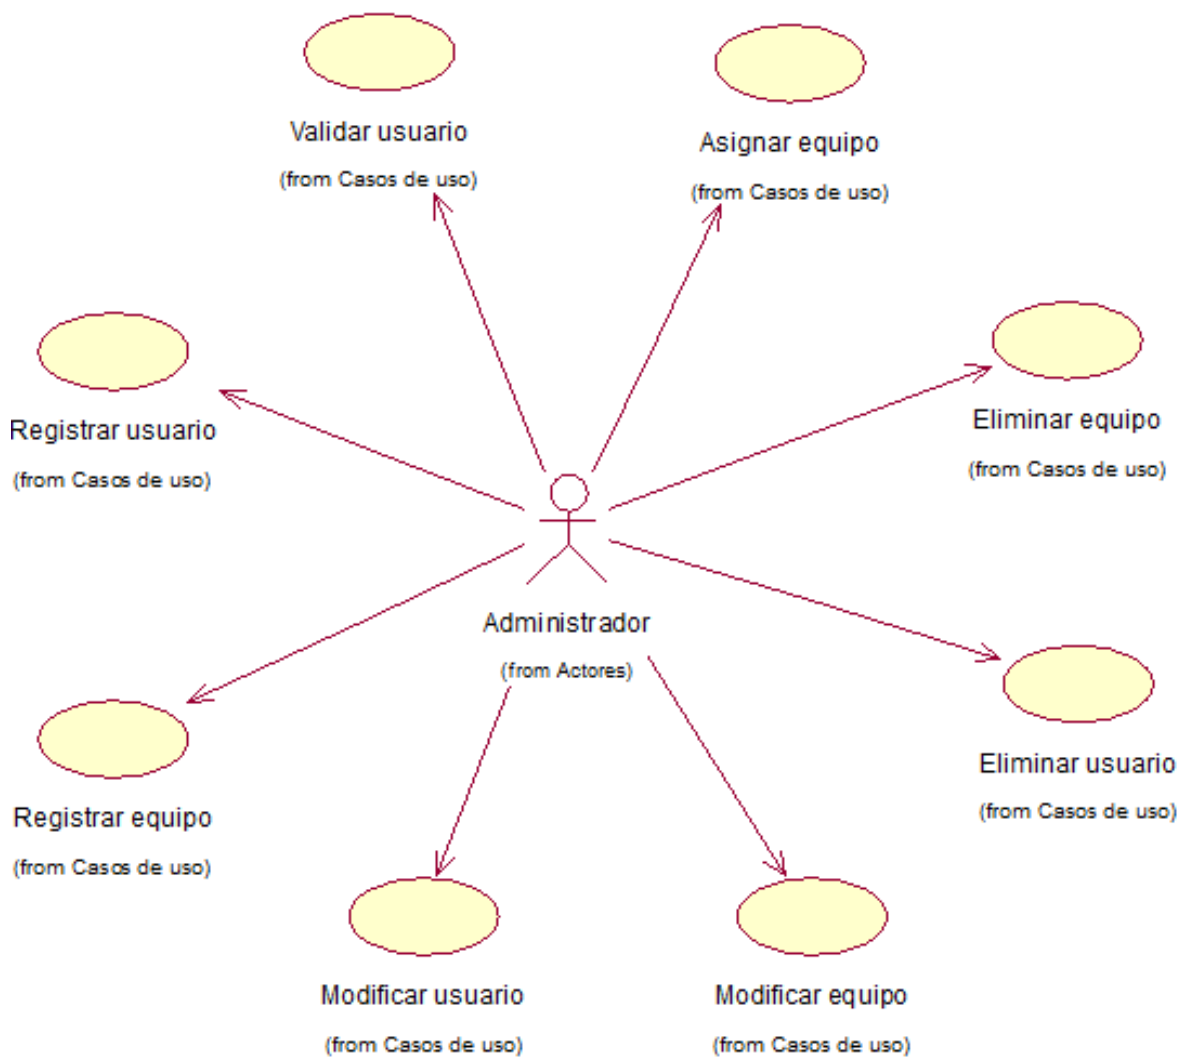 Validar usuario
(from Casos de uso)
Asignar equipo
(from Casos de uso)
Registrar usuario
(from Casos de uso)
Eliminar equipo
(from Casos de uso)
Administrador
(from Actores)
Registrar equipo
(from Casos de uso)
Eliminar usuario
(from Casos de uso)
Modificar usuario
(from Casos de uso)
Modificar equipo
(from Casos de uso)